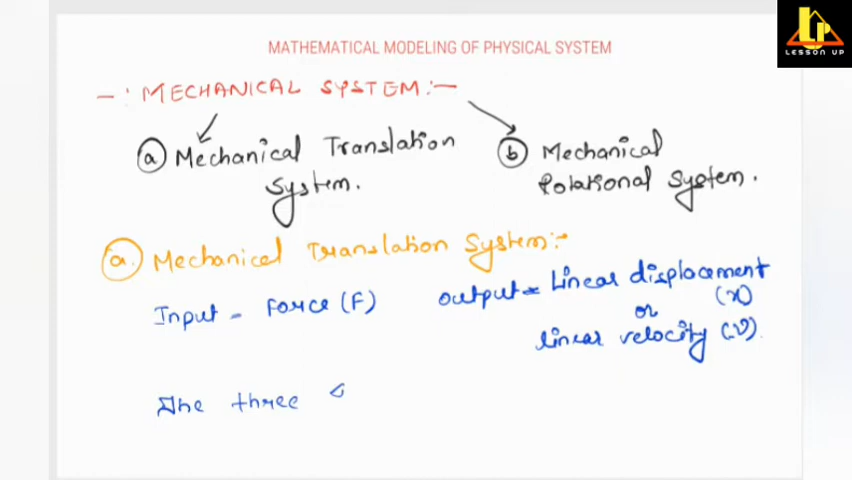 LESSON UP
MATHEMATICAL MODELING OF PHYSICAL SYSTEM
-: MECHANICAL SYSTEM:-
(a) Mechanical Translation System.
(b) Mechanical Rotational System.
(a). Mechanical Translation System:-
Input - Force (F)
output = Linear displacement (x)
or
linear velocity (v).
The three